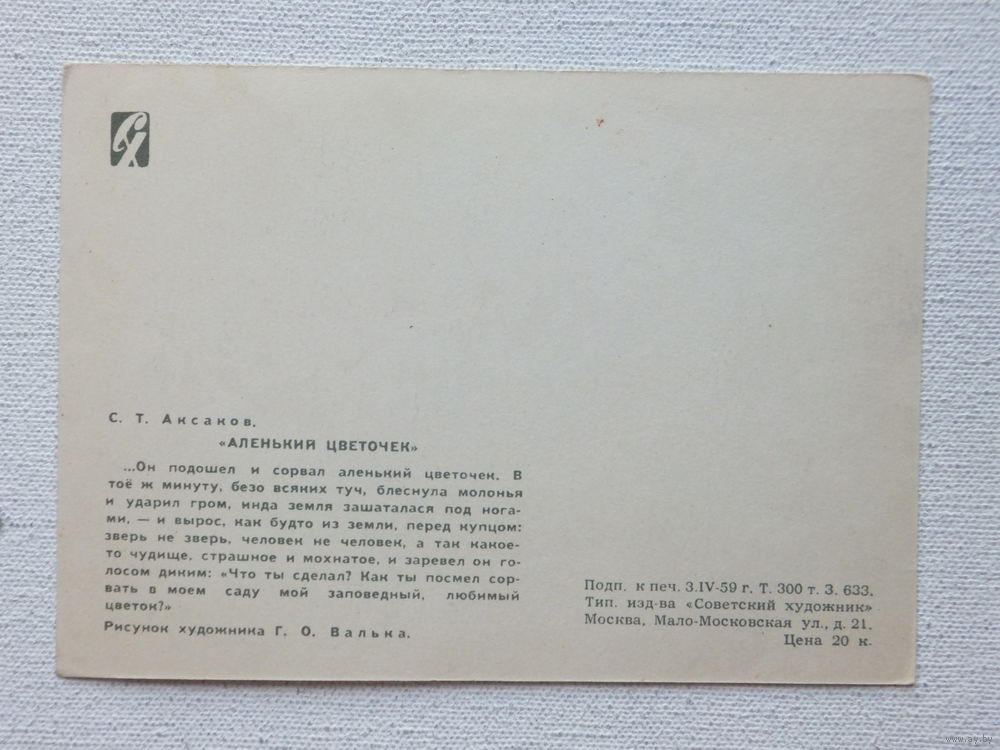 СХ
С. Т. Аксаков.
«АЛЕНЬКИЙ ЦВЕТОЧЕК»
...Он подошел и сорвал аленький цветочек. В
тоё ж минуту, безо всяких туч, блеснула молонья
и ударил гром, инда земля зашаталася под нога-
ми, — и вырос, как будто из земли, перед купцом:
зверь не зверь, человек не человек, а так какое-
то чудище, страшное и мохнатое, и заревел он го-
лосом диким: «Что ты сделал? Как ты посмел сор-
вать в моем саду мой заповедный, любимый
цветок?»
Рисунок художника Г. О. Валька.
Подп. к печ. 3.IV-59 г. Т. 300 т. З. 633.
Тип. изд-ва «Советский художник»
Москва, Мало-Московская ул., д. 21.
Цена 20 к.
www.ay.by